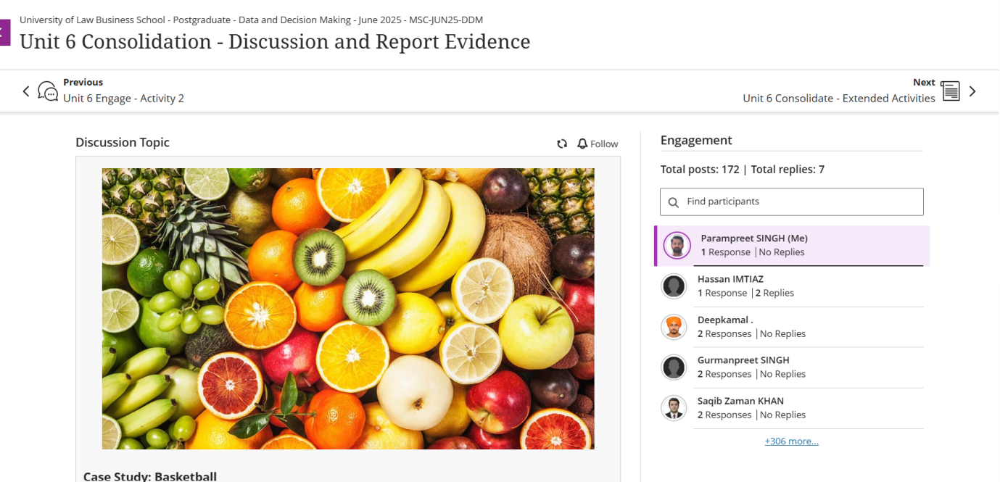 University of Law Business School - Postgraduate - Data and Decision Making - June 2025 - MSC-JUN25-DDM
Unit 6 Consolidation - Discussion and Report Evidence
Previous
Unit 6 Engage - Activity 2
Next
Unit 6 Consolidate - Extended Activities
Discussion Topic
Follow
Engagement
Total posts: 172 | Total replies: 7
Find participants
Parampreet SINGH (Me)
1 Response | No Replies
Hassan IMTIAZ
1 Response | 2 Replies
Deepkamal .
2 Responses | No Replies
Gurmanpreet SINGH
2 Responses | No Replies
Saqib Zaman KHAN
2 Responses | No Replies
+306 more...
Case Study: Basketball